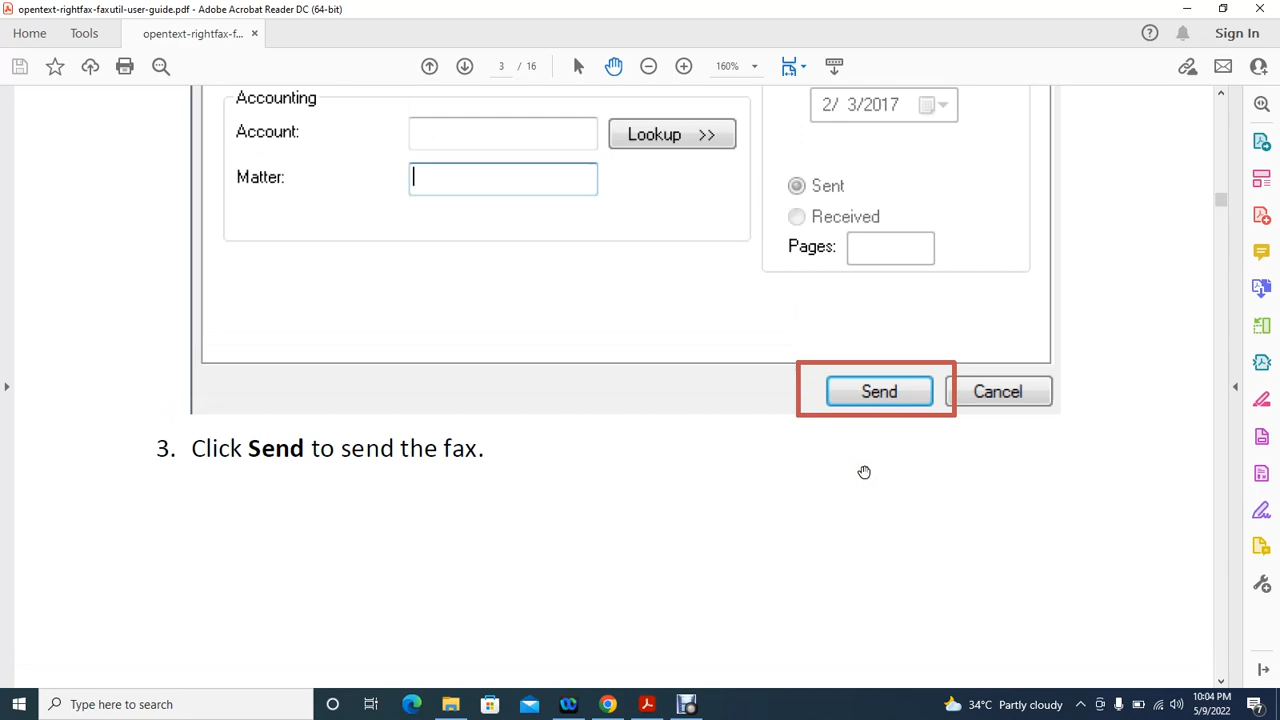 opentext-rightfax-faxutil-user-guide.pdf - Adobe Acrobat Reader DC (64-bit)
Home
Tools
opentext-rightfax-f...
Sign In
3 / 16
160%
Accounting
Account:
Lookup >>
Matter:
2/ 3/2017
Sent
Received
Pages:
Send
Cancel
3. Click Send to send the fax.
Type here to search
34°C Partly cloudy
10:04 PM
5/9/2022
7